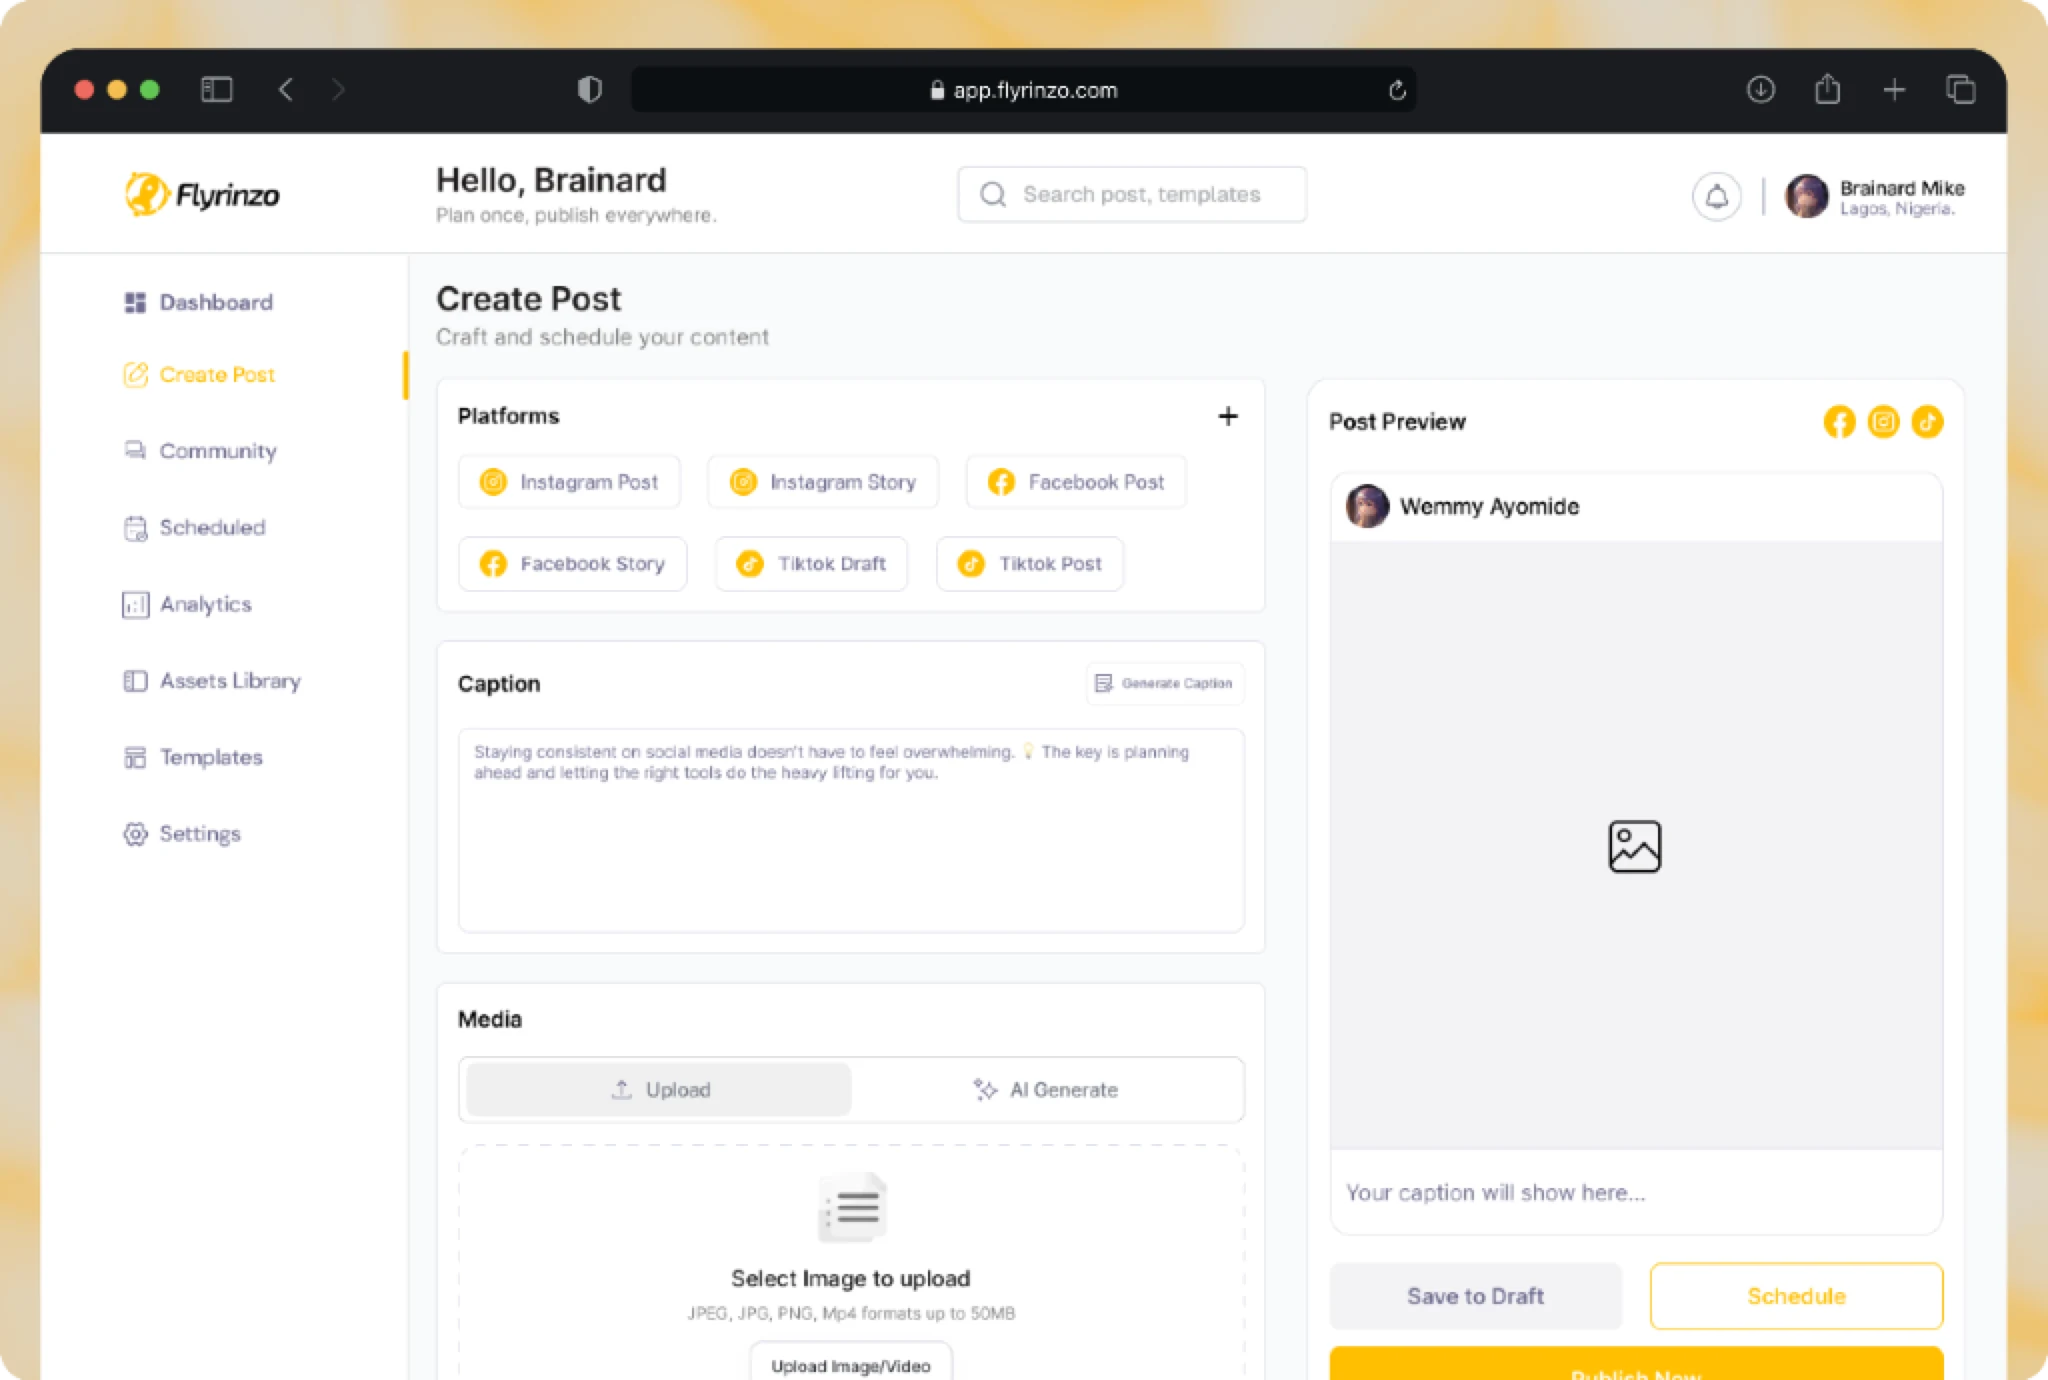 app.flyrinzo.com
Flyrinzo
Hello, Brainard
Plan once, publish everywhere.
Search post, templates
Brainard Mike
Lagos, Nigeria.
Dashboard
Create Post
Community
Scheduled
Analytics
Assets Library
Templates
Settings
Create Post
Craft and schedule your content
Platforms
Instagram Post
Instagram Story
Facebook Post
Facebook Story
Tiktok Draft
Tiktok Post
Caption
Generate Caption
Staying consistent on social media doesn't have to feel overwhelming. 💡 The key is planning
ahead and letting the right tools do the heavy lifting for you.
Media
Upload
AI Generate
Select Image to upload
JPEG, JPG, PNG, Mp4 formats up to 50MB
Upload Image/Video
Post Preview
Wemmy Ayomide
Your caption will show here...
Save to Draft
Schedule
Publish Now